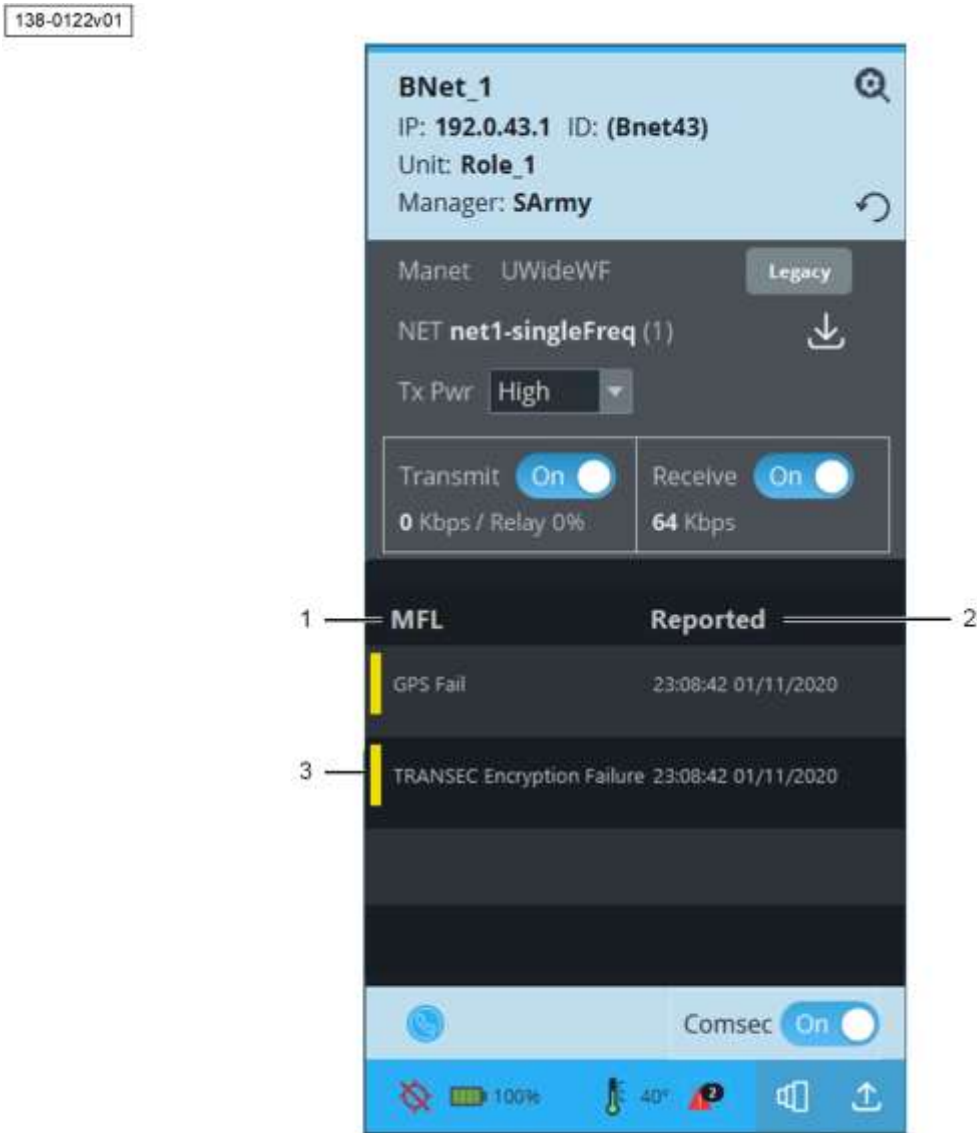 138-0122v01
BNet_1
IP: 192.0.43.1 ID: (Bnet43)
Unit: Role_1
Manager: SArmy
Manet UWideWF Legacy
NET net1-singleFreq (1)
Tx Pwr High
Transmit On Receive On
0 Kbps / Relay 0% 64 Kbps
1 MFL Reported 2
GPS Fail 23:08:42 01/11/2020
3 TRANSEC Encryption Failure 23:08:42 01/11/2020
Comsec On
100% 40° 2